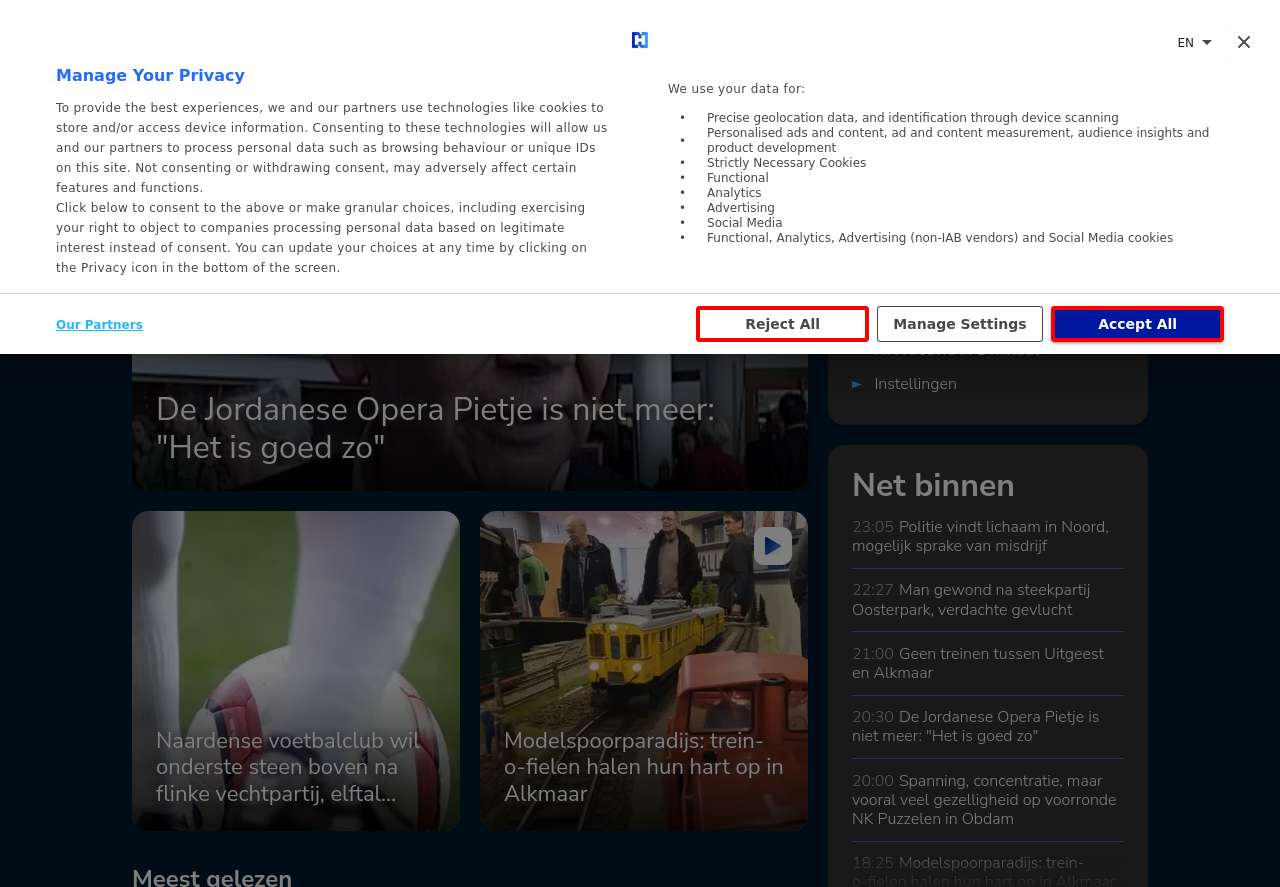 EN
Manage Your Privacy
To provide the best experiences, we and our partners use technologies like cookies to
store and/or access device information. Consenting to these technologies will allow us
and our partners to process personal data such as browsing behaviour or unique IDs
on this site. Not consenting or withdrawing consent, may adversely affect certain
features and functions.
Click below to consent to the above or make granular choices, including exercising
your right to object to companies processing personal data based on legitimate
interest instead of consent. You can update your choices at any time by clicking on
the Privacy icon in the bottom of the screen.
We use your data for:
• Precise geolocation data, and identification through device scanning
• Personalised ads and content, ad and content measurement, audience insights and
product development
• Strictly Necessary Cookies
• Functional
• Analytics
• Advertising
• Social Media
• Functional, Analytics, Advertising (non-IAB vendors) and Social Media cookies
Our Partners
Reject All
Manage Settings
Accept All
De Jordanese Opera Pietje is niet meer:
"Het is goed zo"
Naardense voetbalclub wil
onderste steen boven na
flinke vechtpartij, elftal...
Modelspoorparadijs: trein-
o-fielen halen hun hart op in
Alkmaar
Meest gelezen
Instellingen
Net binnen
23:05 Politie vindt lichaam in Noord,
mogelijk sprake van misdrijf
22:27 Man gewond na steekpartij
Oosterpark, verdachte gevlucht
21:00 Geen treinen tussen Uitgeest
en Alkmaar
20:30 De Jordanese Opera Pietje is
niet meer: "Het is goed zo"
20:00 Spanning, concentratie, maar
vooral veel gezelligheid op voorronde
NK Puzzelen in Obdam
18:25 Modelspoorparadijs: trein-
o-fielen halen hun hart op in Alkmaar